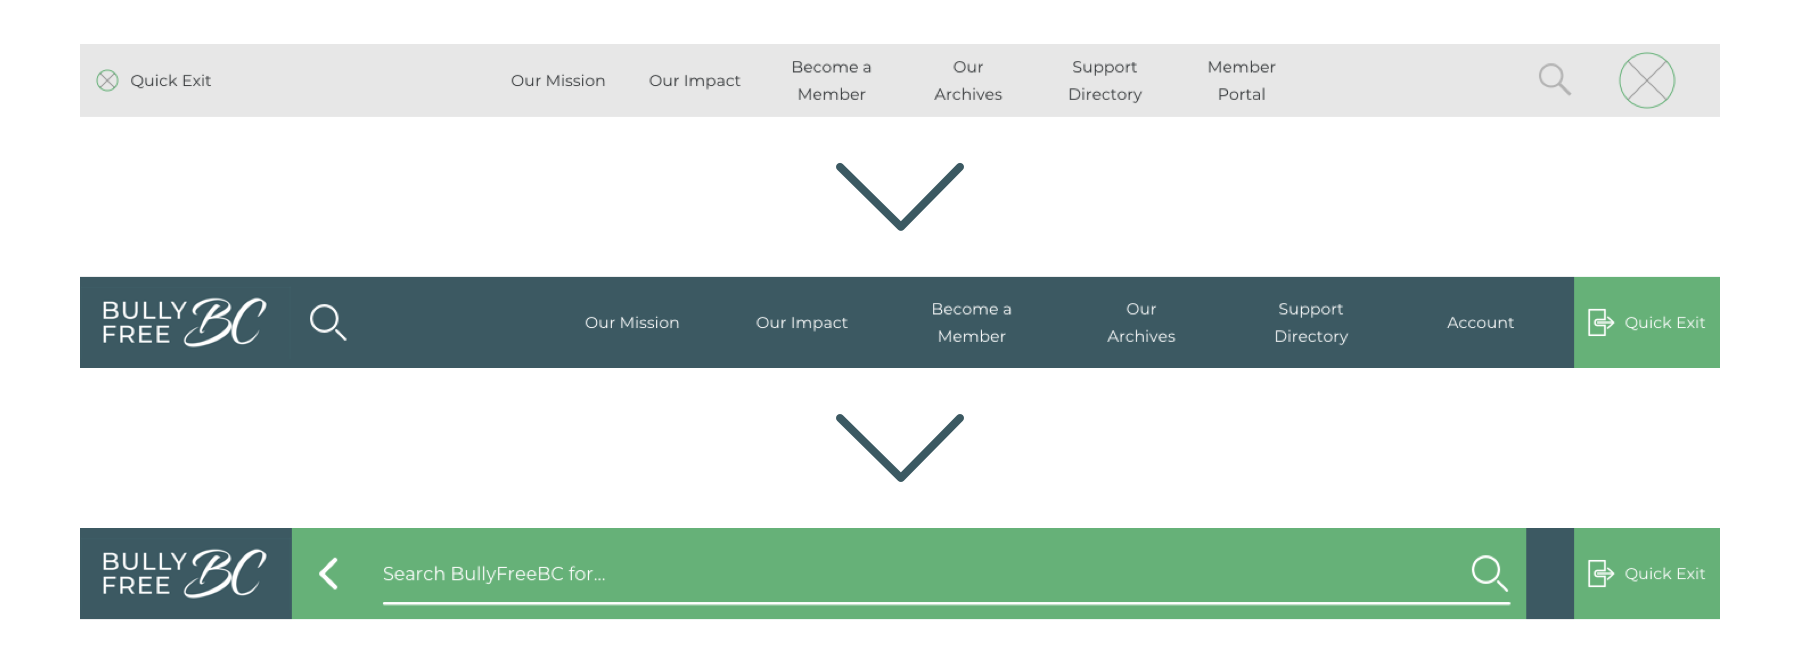 Quick Exit
Our Mission
Our Impact
Become a
Member
Our
Archives
Support
Directory
Member
Portal
BULLY
FREE BC
Our Mission
Our Impact
Become a
Member
Our
Archives
Support
Directory
Account
Quick Exit
BULLY
FREE BC
Search BullyFreeBC for...
Quick Exit